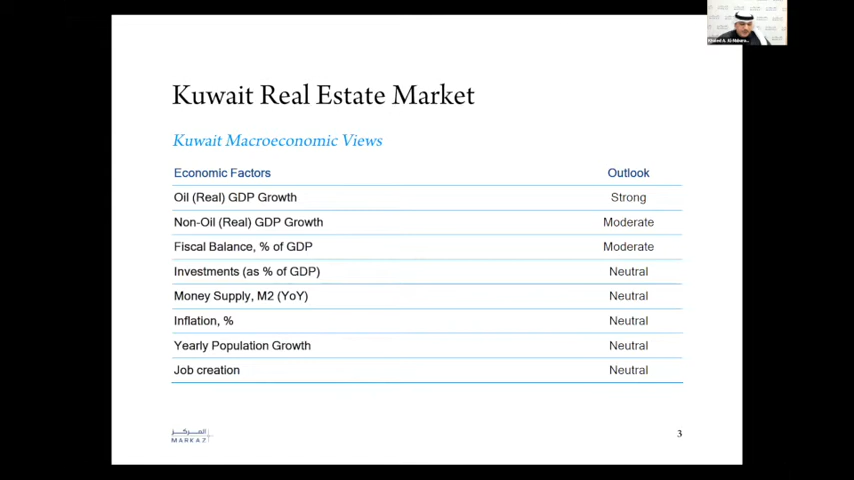 Kuwait Real Estate Market
Kuwait Macroeconomic Views
Economic Factors Outlook
Oil (Real) GDP Growth Strong
Non-Oil (Real) GDP Growth Moderate
Fiscal Balance, % of GDP Moderate
Investments (as % of GDP) Neutral
Money Supply, M2 (YoY) Neutral
Inflation, % Neutral
Yearly Population Growth Neutral
Job creation Neutral
المركز
MARKAZ
3